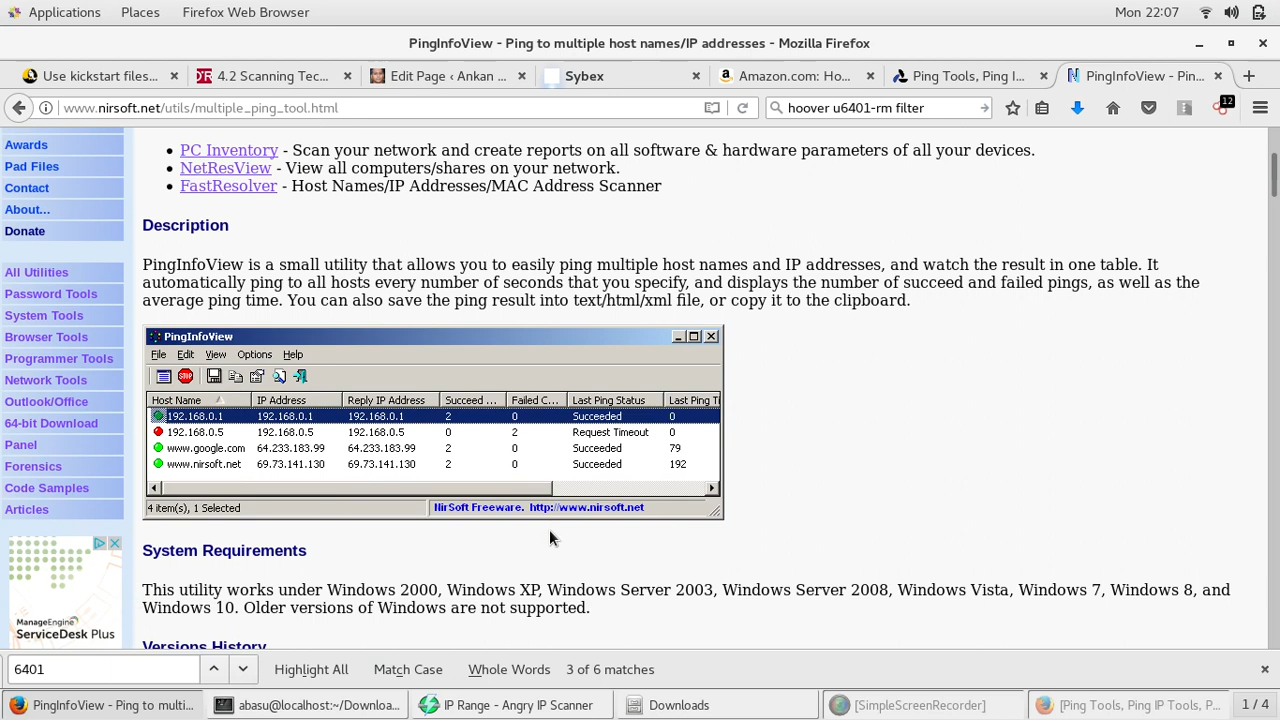 Applications Places Firefox Web Browser Mon 22:07
PingInfoView - Ping to multiple host names/IP addresses - Mozilla Firefox
Use kickstart files... 4.2 Scanning Tec... Edit Page ‹ Ankan ... Sybex Amazon.com: Ho... Ping Tools, Ping I... PingInfoView - Pin...
www.nirsoft.net/utils/multiple_ping_tool.html hoover u6401-rm filter 12
Awards
Pad Files
Contact
About...
Donate
All Utilities
Password Tools
System Tools
Browser Tools
Programmer Tools
Network Tools
Outlook/Office
64-bit Download
Panel
Forensics
Code Samples
Articles
ManageEngine
ServiceDesk Plus
• PC Inventory - Scan your network and create reports on all software & hardware parameters of all your devices.
• NetResView - View all computers/shares on your network.
• FastResolver - Host Names/IP Addresses/MAC Address Scanner
Description
PingInfoView is a small utility that allows you to easily ping multiple host names and IP addresses, and watch the result in one table. It
automatically ping to all hosts every number of seconds that you specify, and displays the number of succeed and failed pings, as well as the
average ping time. You can also save the ping result into text/html/xml file, or copy it to the clipboard.
PingInfoView
File Edit View Options Help
STOP
Host Name IP Address Reply IP Address Succeed ... Failed C... Last Ping Status Last Ping Ti
192.168.0.1 192.168.0.1 192.168.0.1 2 0 Succeeded 0
192.168.0.5 192.168.0.5 192.168.0.5 0 2 Request Timeout 0
www.google.com 64.233.183.99 64.233.183.99 2 0 Succeeded 79
www.nirsoft.net 69.73.141.130 69.73.141.130 2 0 Succeeded 192
4 item(s), 1 Selected NirSoft Freeware. http://www.nirsoft.net
System Requirements
This utility works under Windows 2000, Windows XP, Windows Server 2003, Windows Server 2008, Windows Vista, Windows 7, Windows 8, and
Windows 10. Older versions of Windows are not supported.
Versions History
6401 Highlight All Match Case Whole Words 3 of 6 matches
PingInfoView - Ping to multi... abasu@localhost:~/Downloa... IP Range - Angry IP Scanner Downloads [SimpleScreenRecorder] [Ping Tools, Ping IP Tools, P... 1 / 4